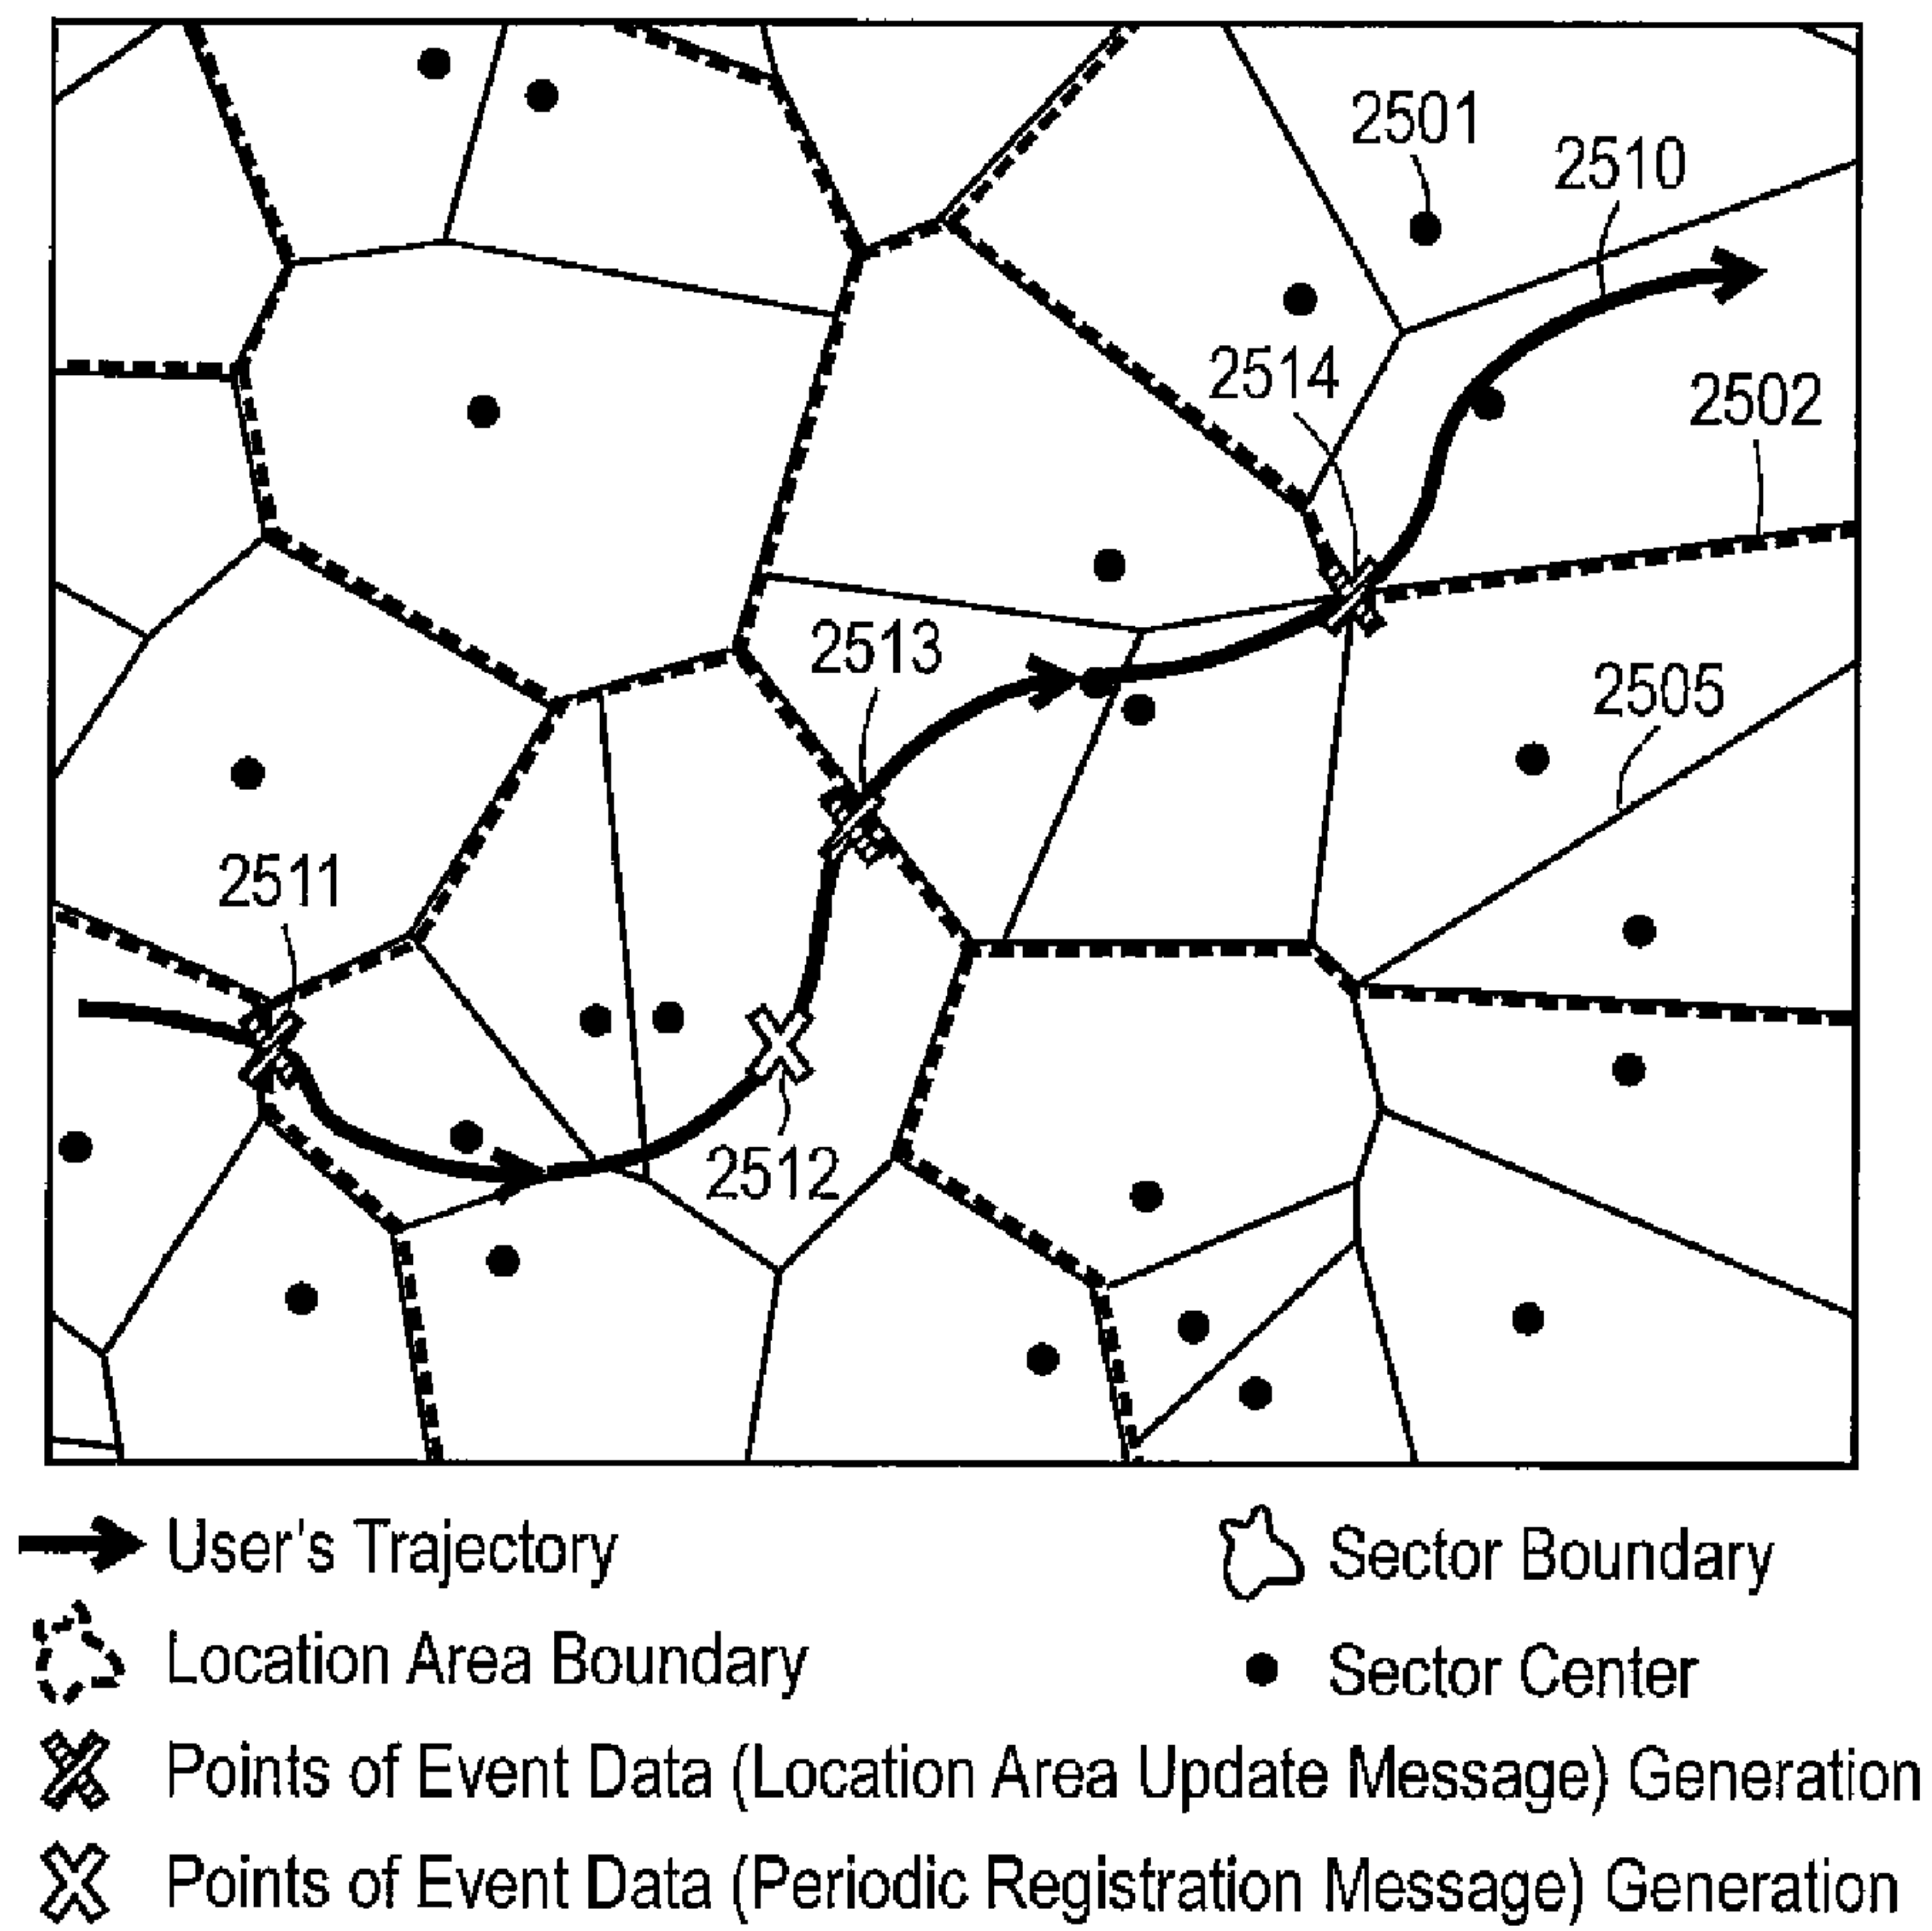 2501
2510
2514
2502
2513
2505
2511
2512
User's Trajectory
Sector Boundary
Location Area Boundary
Sector Center
Points of Event Data (Location Area Update Message) Generation
Points of Event Data (Periodic Registration Message) Generation